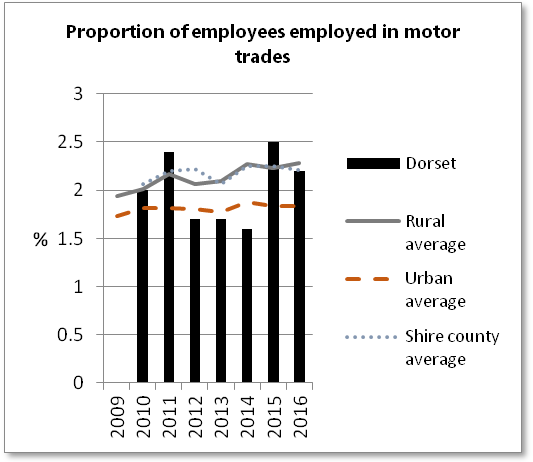 Proportion of employees employed in motor
trades
3
2.5
2
1.5
1
0.5
0
%
2009
2010
2011
2012
2013
2014
2015
2016
Dorset
Rural
average
Urban
average
Shire county
average